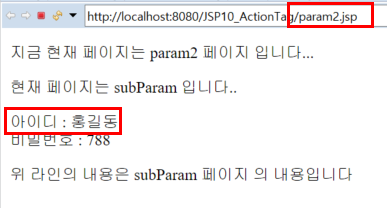 http://localhost:8080/JSP10_ActionTag/param2.jsp
지금 현재 페이지는 param2 페이지 입니다...
현재 페이지는 subParam 입니다..
아이디 : 홍길동
비밀번호 : 788
위 라인의 내용은 subParam 페이지 의 내용입니다